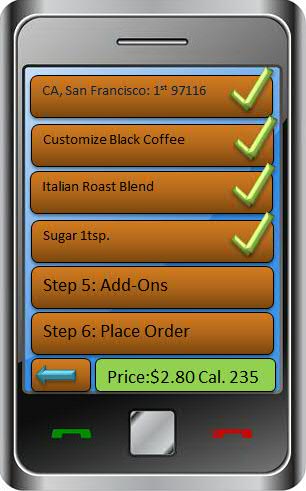 CA, San Francisco: 1st 97116
Customize Black Coffee
Italian Roast Blend
Sugar 1tsp.
Step 5: Add-Ons
Step 6: Place Order
Price:$2.80 Cal. 235